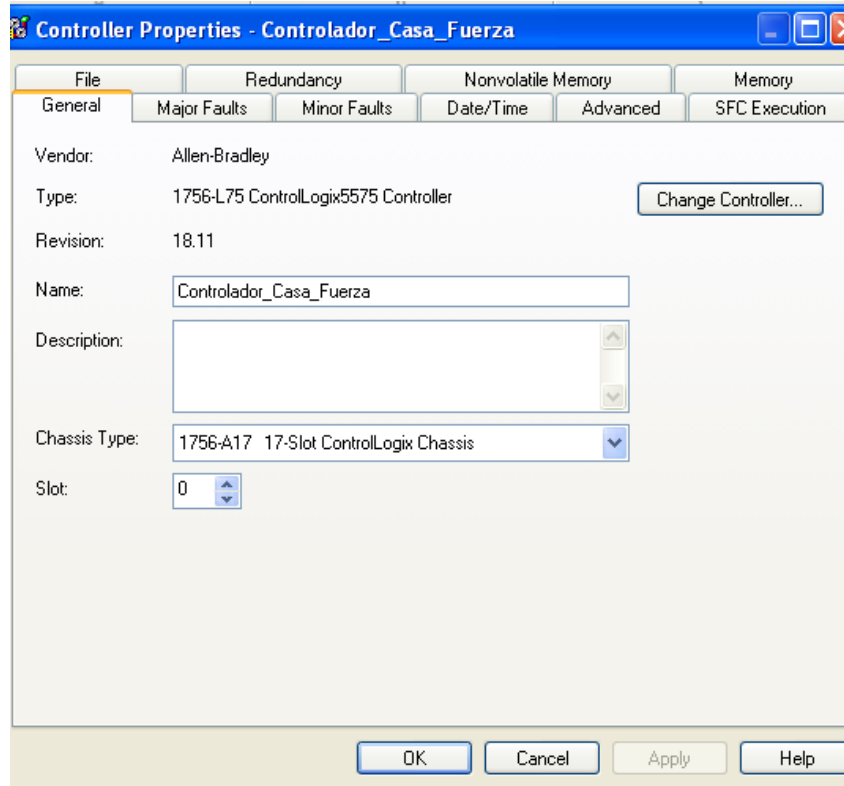 Controller Properties - Controlador_Casa_Fuerza
File Redundancy Nonvolatile Memory Memory
General Major Faults Minor Faults Date/Time Advanced SFC Execution
Vendor: Allen-Bradley
Type: 1756-L75 ControlLogix5575 Controller Change Controller...
Revision: 18.11
Name: Controlador_Casa_Fuerza
Description:
Chassis Type: 1756-A17 17-Slot ControlLogix Chassis
Slot: 0
OK Cancel Apply Help